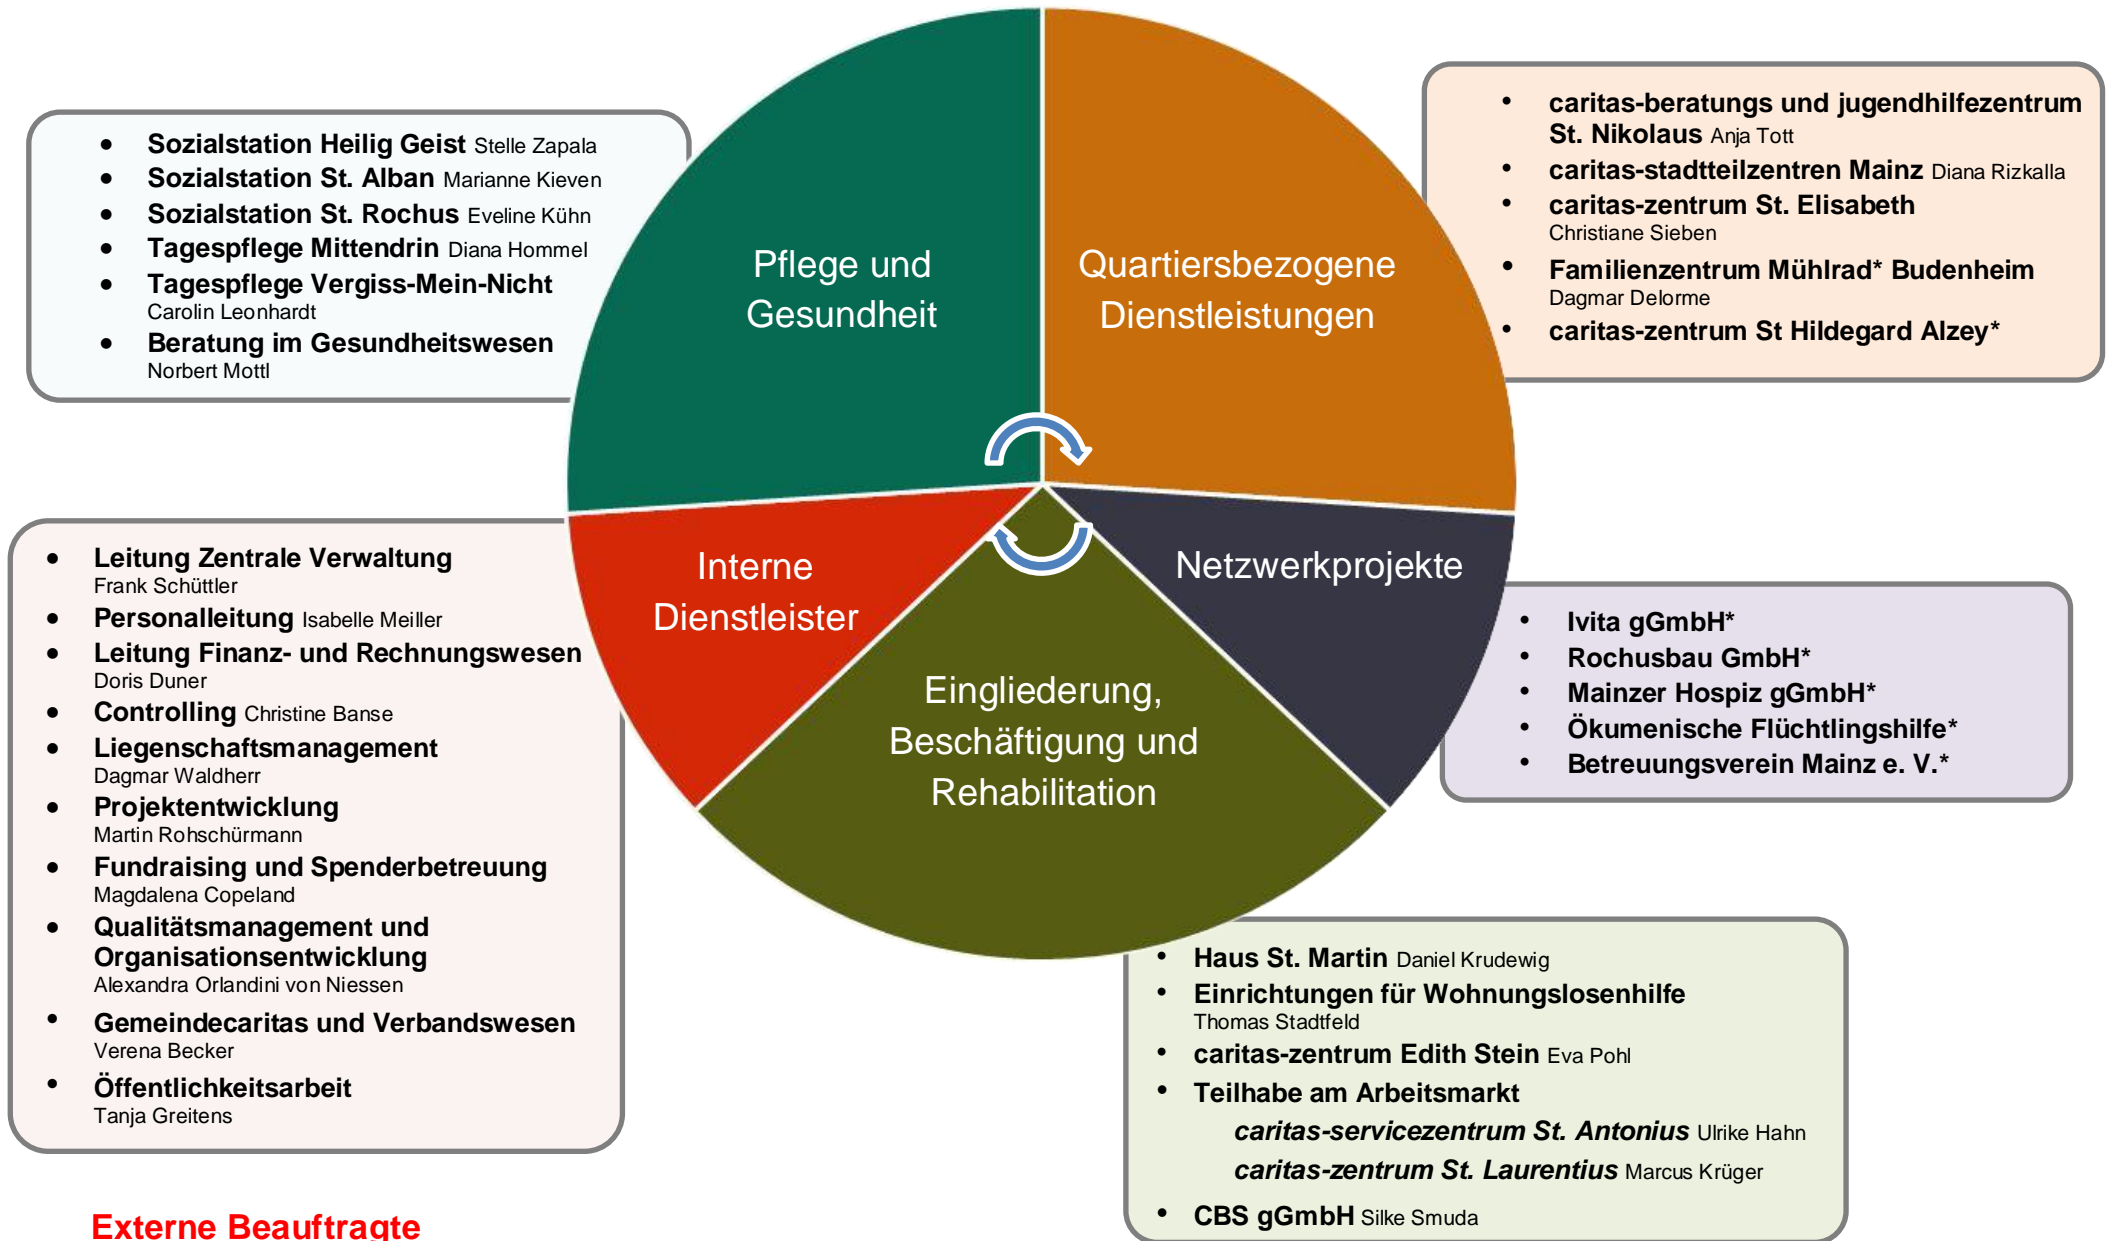 Pflege und
Gesundheit
Quartiersbezogene
Dienstleistungen
Netzwerkprojekte
Eingliederung,
Beschäftigung und
Rehabilitation
Interne
Dienstleister
• Sozialstation Heilig Geist Stelle Zapala
• Sozialstation St. Alban Marianne Kieven
• Sozialstation St. Rochus Eveline Kühn
• Tagespflege Mittendrin Diana Hommel
• Tagespflege Vergiss-Mein-Nicht
Carolin Leonhardt
• Beratung im Gesundheitswesen
Norbert Mottl
• caritas-beratungs und jugendhilfezentrum
St. Nikolaus Anja Tott
• caritas-stadtteilzentren Mainz Diana Rizkalla
• caritas-zentrum St. Elisabeth
Christiane Sieben
• Familienzentrum Mühlrad* Budenheim
Dagmar Delorme
• caritas-zentrum St Hildegard Alzey*
• Leitung Zentrale Verwaltung
Frank Schüttler
• Personalleitung Isabelle Meiller
• Leitung Finanz- und Rechnungswesen
Doris Duner
• Controlling Christine Banse
• Liegenschaftsmanagement
Dagmar Waldherr
• Projektentwicklung
Martin Rohschürmann
• Fundraising und Spenderbetreuung
Magdalena Copeland
• Qualitätsmanagement und
Organisationsentwicklung
Alexandra Orlandini von Niessen
• Gemeindecaritas und Verbandswesen
Verena Becker
• Öffentlichkeitsarbeit
Tanja Greitens
• Ivita gGmbH*
• Rochusbau GmbH*
• Mainzer Hospiz gGmbH*
• Ökumenische Flüchtlingshilfe*
• Betreuungsverein Mainz e. V.*
• Haus St. Martin Daniel Krudewig
• Einrichtungen für Wohnungslosenhilfe
Thomas Stadtfeld
• caritas-zentrum Edith Stein Eva Pohl
• Teilhabe am Arbeitsmarkt
caritas-servicezentrum St. Antonius Ulrike Hahn
caritas-zentrum St. Laurentius Marcus Krüger
• CBS gGmbH Silke Smuda
Externe Beauftragte